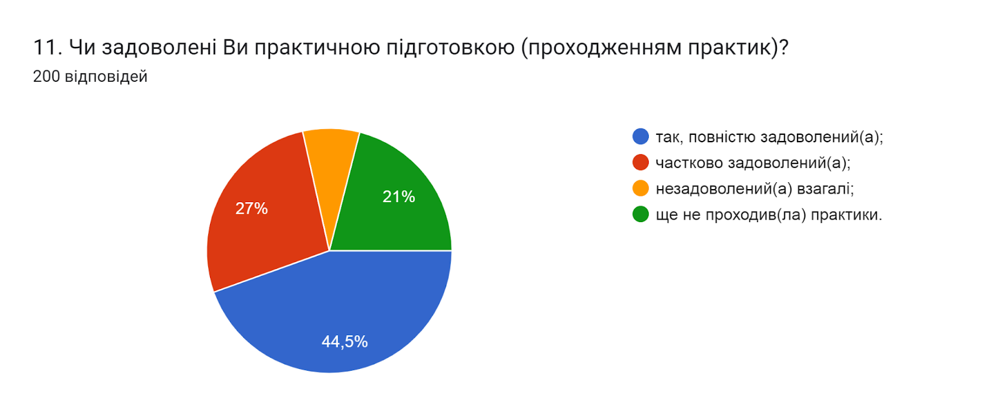 11. Чи задоволені Ви практичною підготовкою (проходженням практик)?
200 відповідей
так, повністю задоволений(а);
частково задоволений(а);
незадоволений(а) взагалі;
ще не проходив(ла) практики.
21%
27%
44,5%